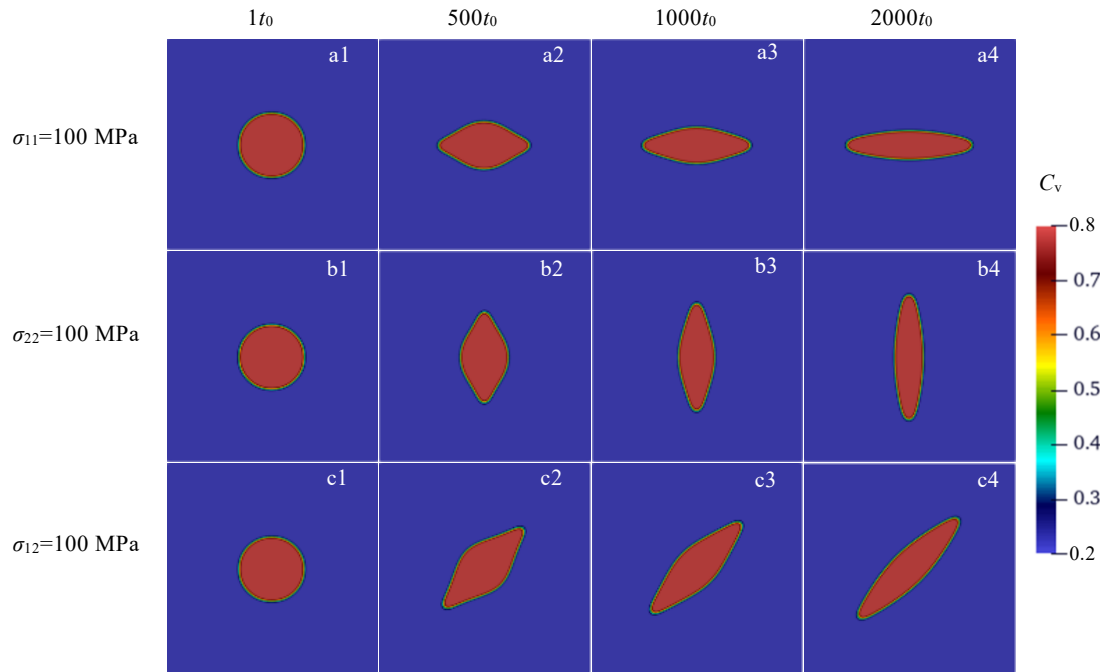 1t₀ 500t₀ 1000t₀ 2000t₀
σ₁₁=100 MPa
a1 a2 a3 a4
σ₂₂=100 MPa
b1 b2 b3 b4
σ₁₂=100 MPa
c1 c2 c3 c4
Cᵥ
0.8
0.7
0.6
0.5
0.4
0.3
0.2